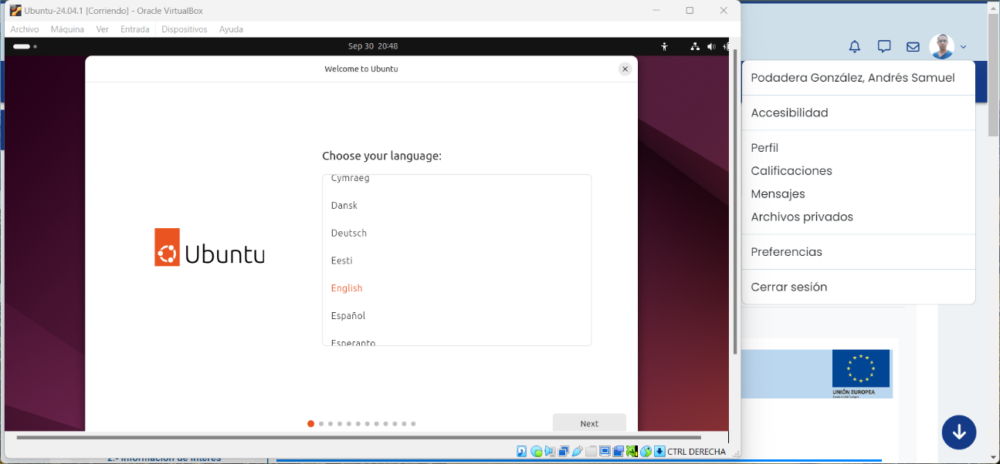 Ubuntu-24.04.1 [Corriendo] - Oracle VirtualBox
Archivo Máquina Ver Entrada Dispositivos Ayuda
Sep 30 20:48
Welcome to Ubuntu
Choose your language:
Cymraeg
Dansk
Deutsch
Eesti
English
Español
Esperanto
Ubuntu
Next
CTRL DERECHA
Podadera González, Andrés Samuel
Accesibilidad
Perfil
Calificaciones
Mensajes
Archivos privados
Preferencias
Cerrar sesión
UNIÓN EUROPEA
2.- Información de interés